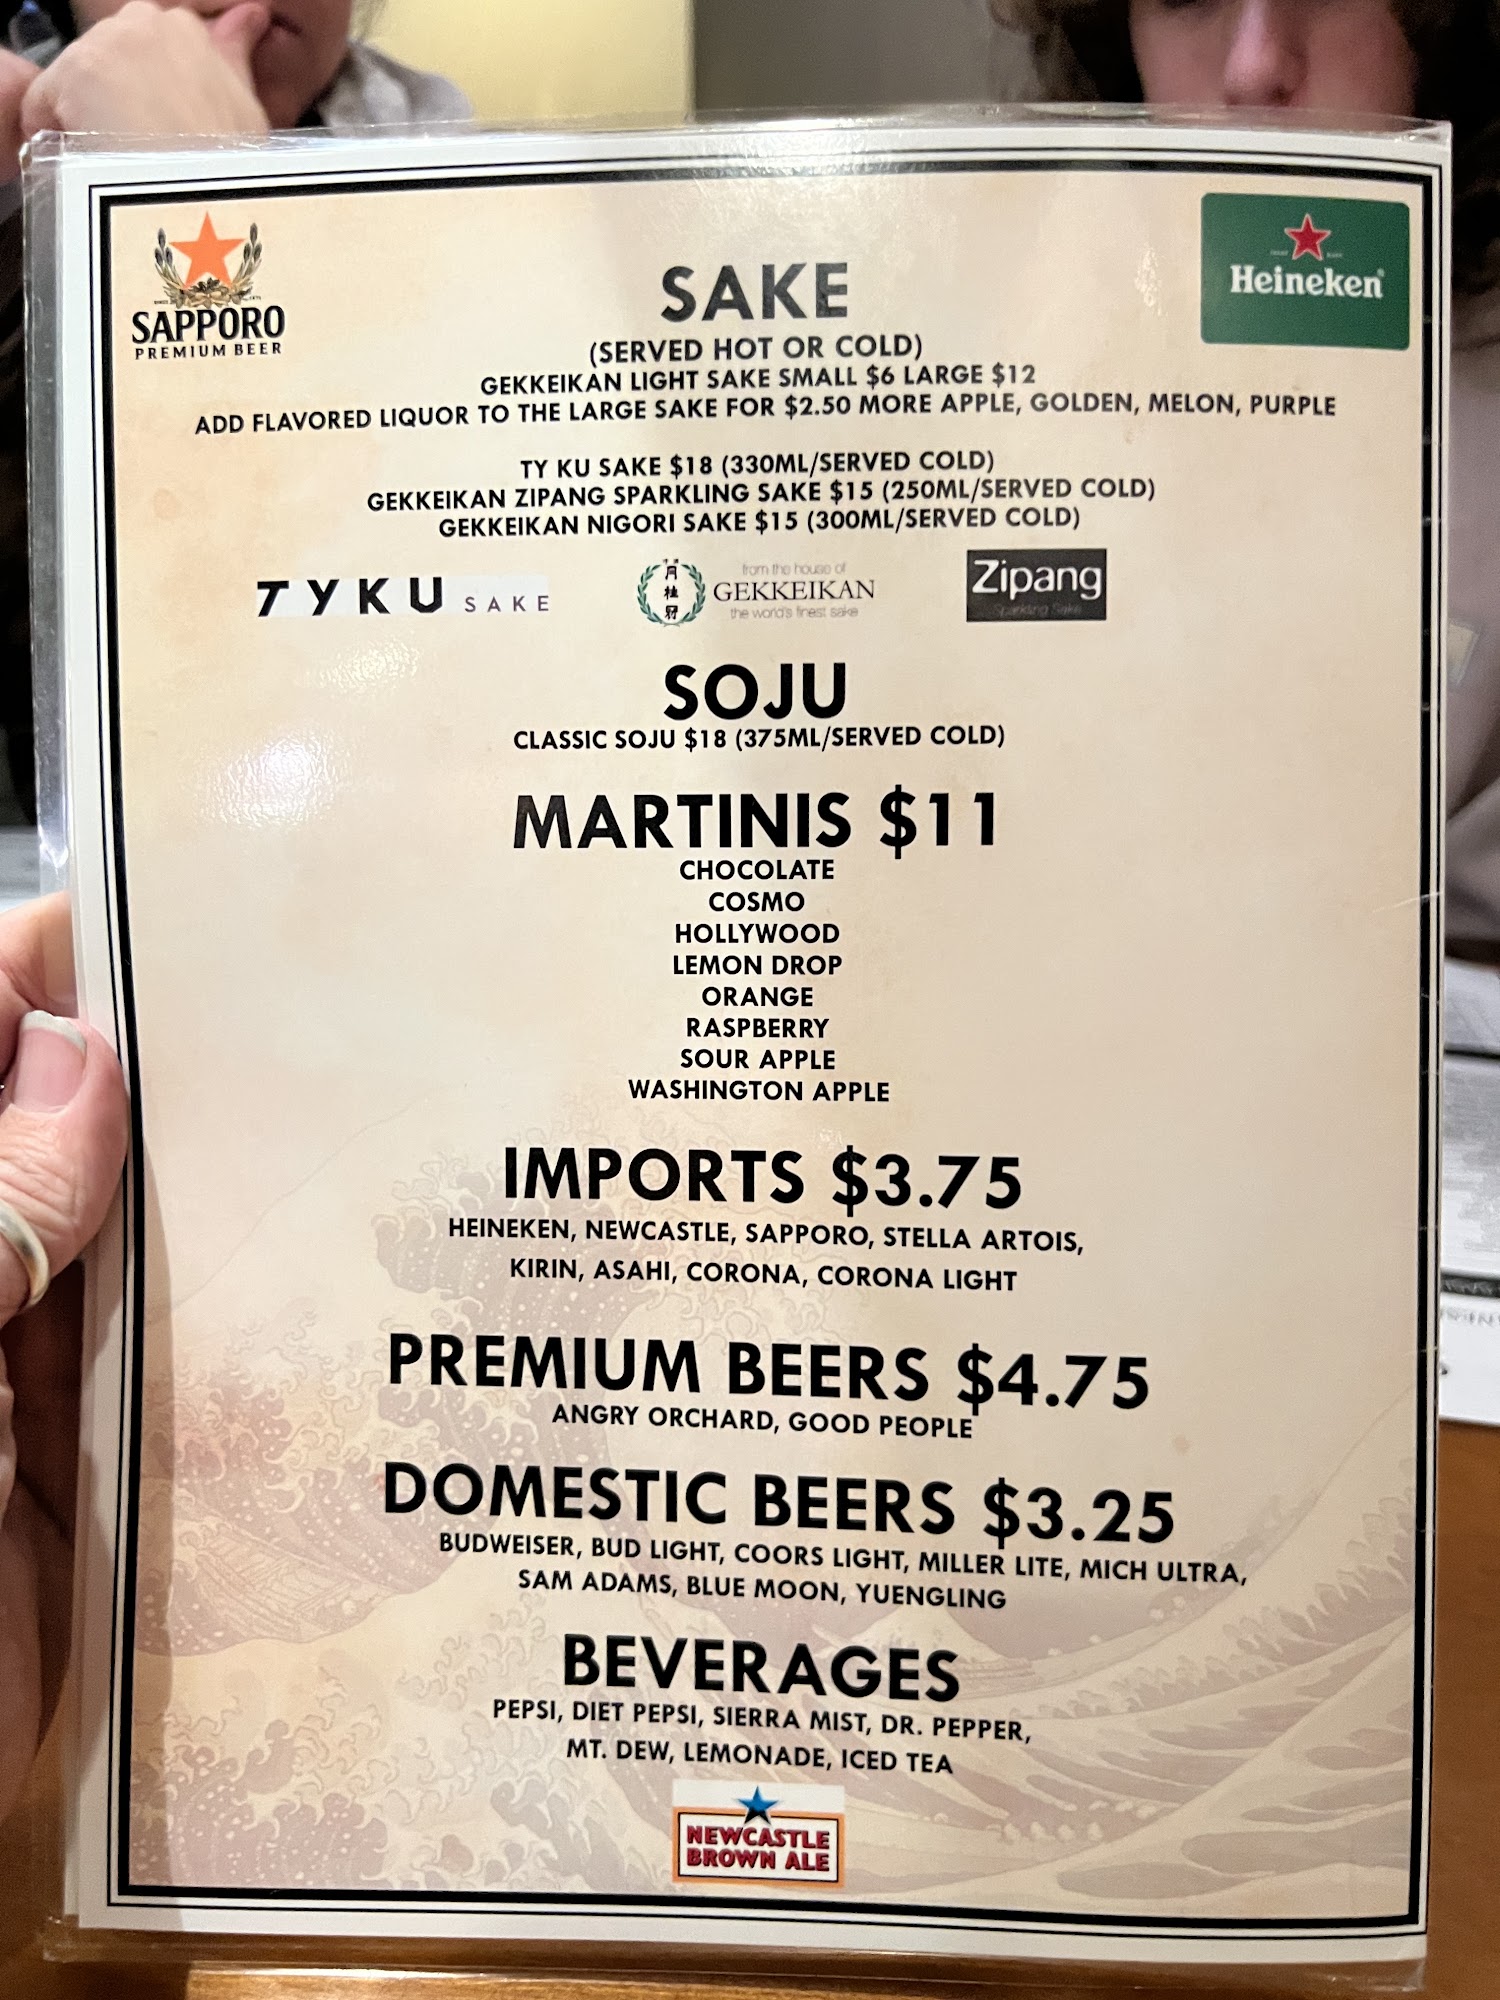 SAPPORO
PREMIUM BEER
Heineken
SAKE
(SERVED HOT OR COLD)
GEKKEIKAN LIGHT SAKE SMALL $6 LARGE $12
ADD FLAVORED LIQUOR TO THE LARGE SAKE FOR $2.50 MORE APPLE, GOLDEN, MELON, PURPLE
TY KU SAKE $18 (330ML/SERVED COLD)
GEKKEIKAN ZIPANG SPARKLING SAKE $15 (250ML/SERVED COLD)
GEKKEIKAN NIGORI SAKE $15 (300ML/SERVED COLD)
TYKU SAKE
月桂冠
from the house of
GEKKEIKAN
the world's finest sake
Zipang
Sparkling Sake
SOJU
CLASSIC SOJU $18 (375ML/SERVED COLD)
MARTINIS $11
CHOCOLATE
COSMO
HOLLYWOOD
LEMON DROP
ORANGE
RASPBERRY
SOUR APPLE
WASHINGTON APPLE
IMPORTS $3.75
HEINEKEN, NEWCASTLE, SAPPORO, STELLA ARTOIS,
KIRIN, ASAHI, CORONA, CORONA LIGHT
PREMIUM BEERS $4.75
ANGRY ORCHARD, GOOD PEOPLE
DOMESTIC BEERS $3.25
BUDWEISER, BUD LIGHT, COORS LIGHT, MILLER LITE, MICH ULTRA,
SAM ADAMS, BLUE MOON, YUENGLING
BEVERAGES
PEPSI, DIET PEPSI, SIERRA MIST, DR. PEPPER,
MT. DEW, LEMONADE, ICED TEA
NEWCASTLE
BROWN ALE